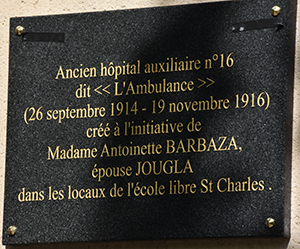 Ancien hôpital auxiliaire n°16
dit << L'Ambulance >>
(26 septembre 1914 - 19 novembre 1916)
créé à l'initiative de
Madame Antoinette BARBAZA,
épouse JOUGLA
dans les locaux de l'école libre St Charles .